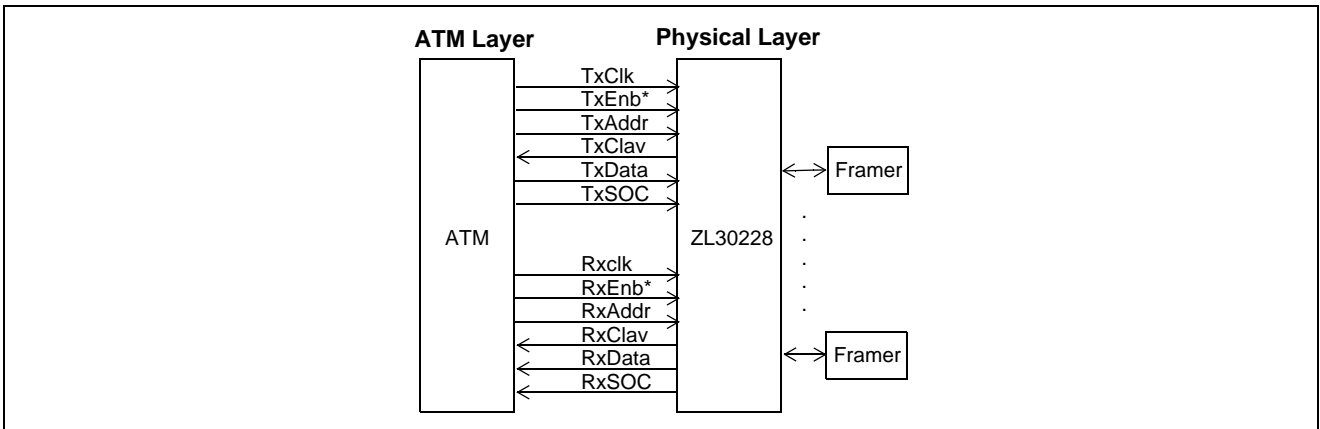 ATM Layer
Physical Layer
TxClk
TxEnb*
TxAddr
TxClav
TxData
TxSOC
Framer
ATM
ZL30228
Rxclk
RxEnb*
RxAddr
RxClav
RxData
RxSOC
Framer